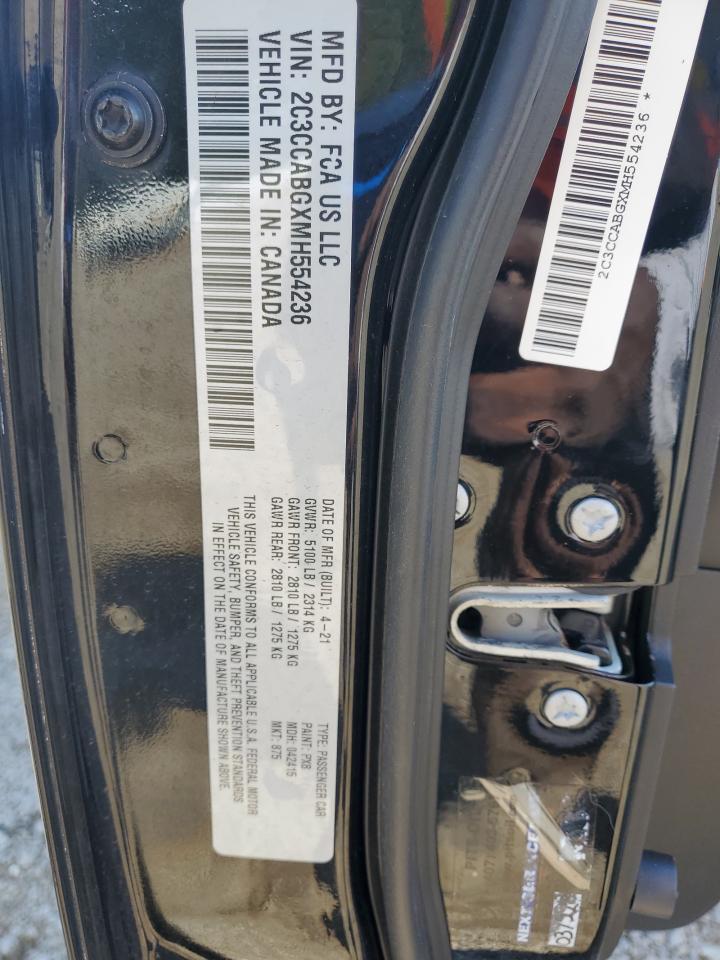 MFD BY: FCA US LLC
VIN: 2C3CCABGXMH554236
VEHICLE MADE IN: CANADA
DATE OF MFR (BUILT): 4-21
GVWR: 5100 LB / 2314 KG
GAWR FRONT: 2810 LB / 1275 KG
GAWR REAR: 2810 LB / 1275 KG
THIS VEHICLE CONFORMS TO ALL APPLICABLE U.S.A. FEDERAL MOTOR
VEHICLE SAFETY, BUMPER, AND THEFT PREVENTION STANDARDS
IN EFFECT ON THE DATE OF MANUFACTURE SHOWN ABOVE.
TYPE: PASSENGER CAR
PAINT: PX8
MDH: 042415
MKT: 875
2C3CCABGXMH554236 *